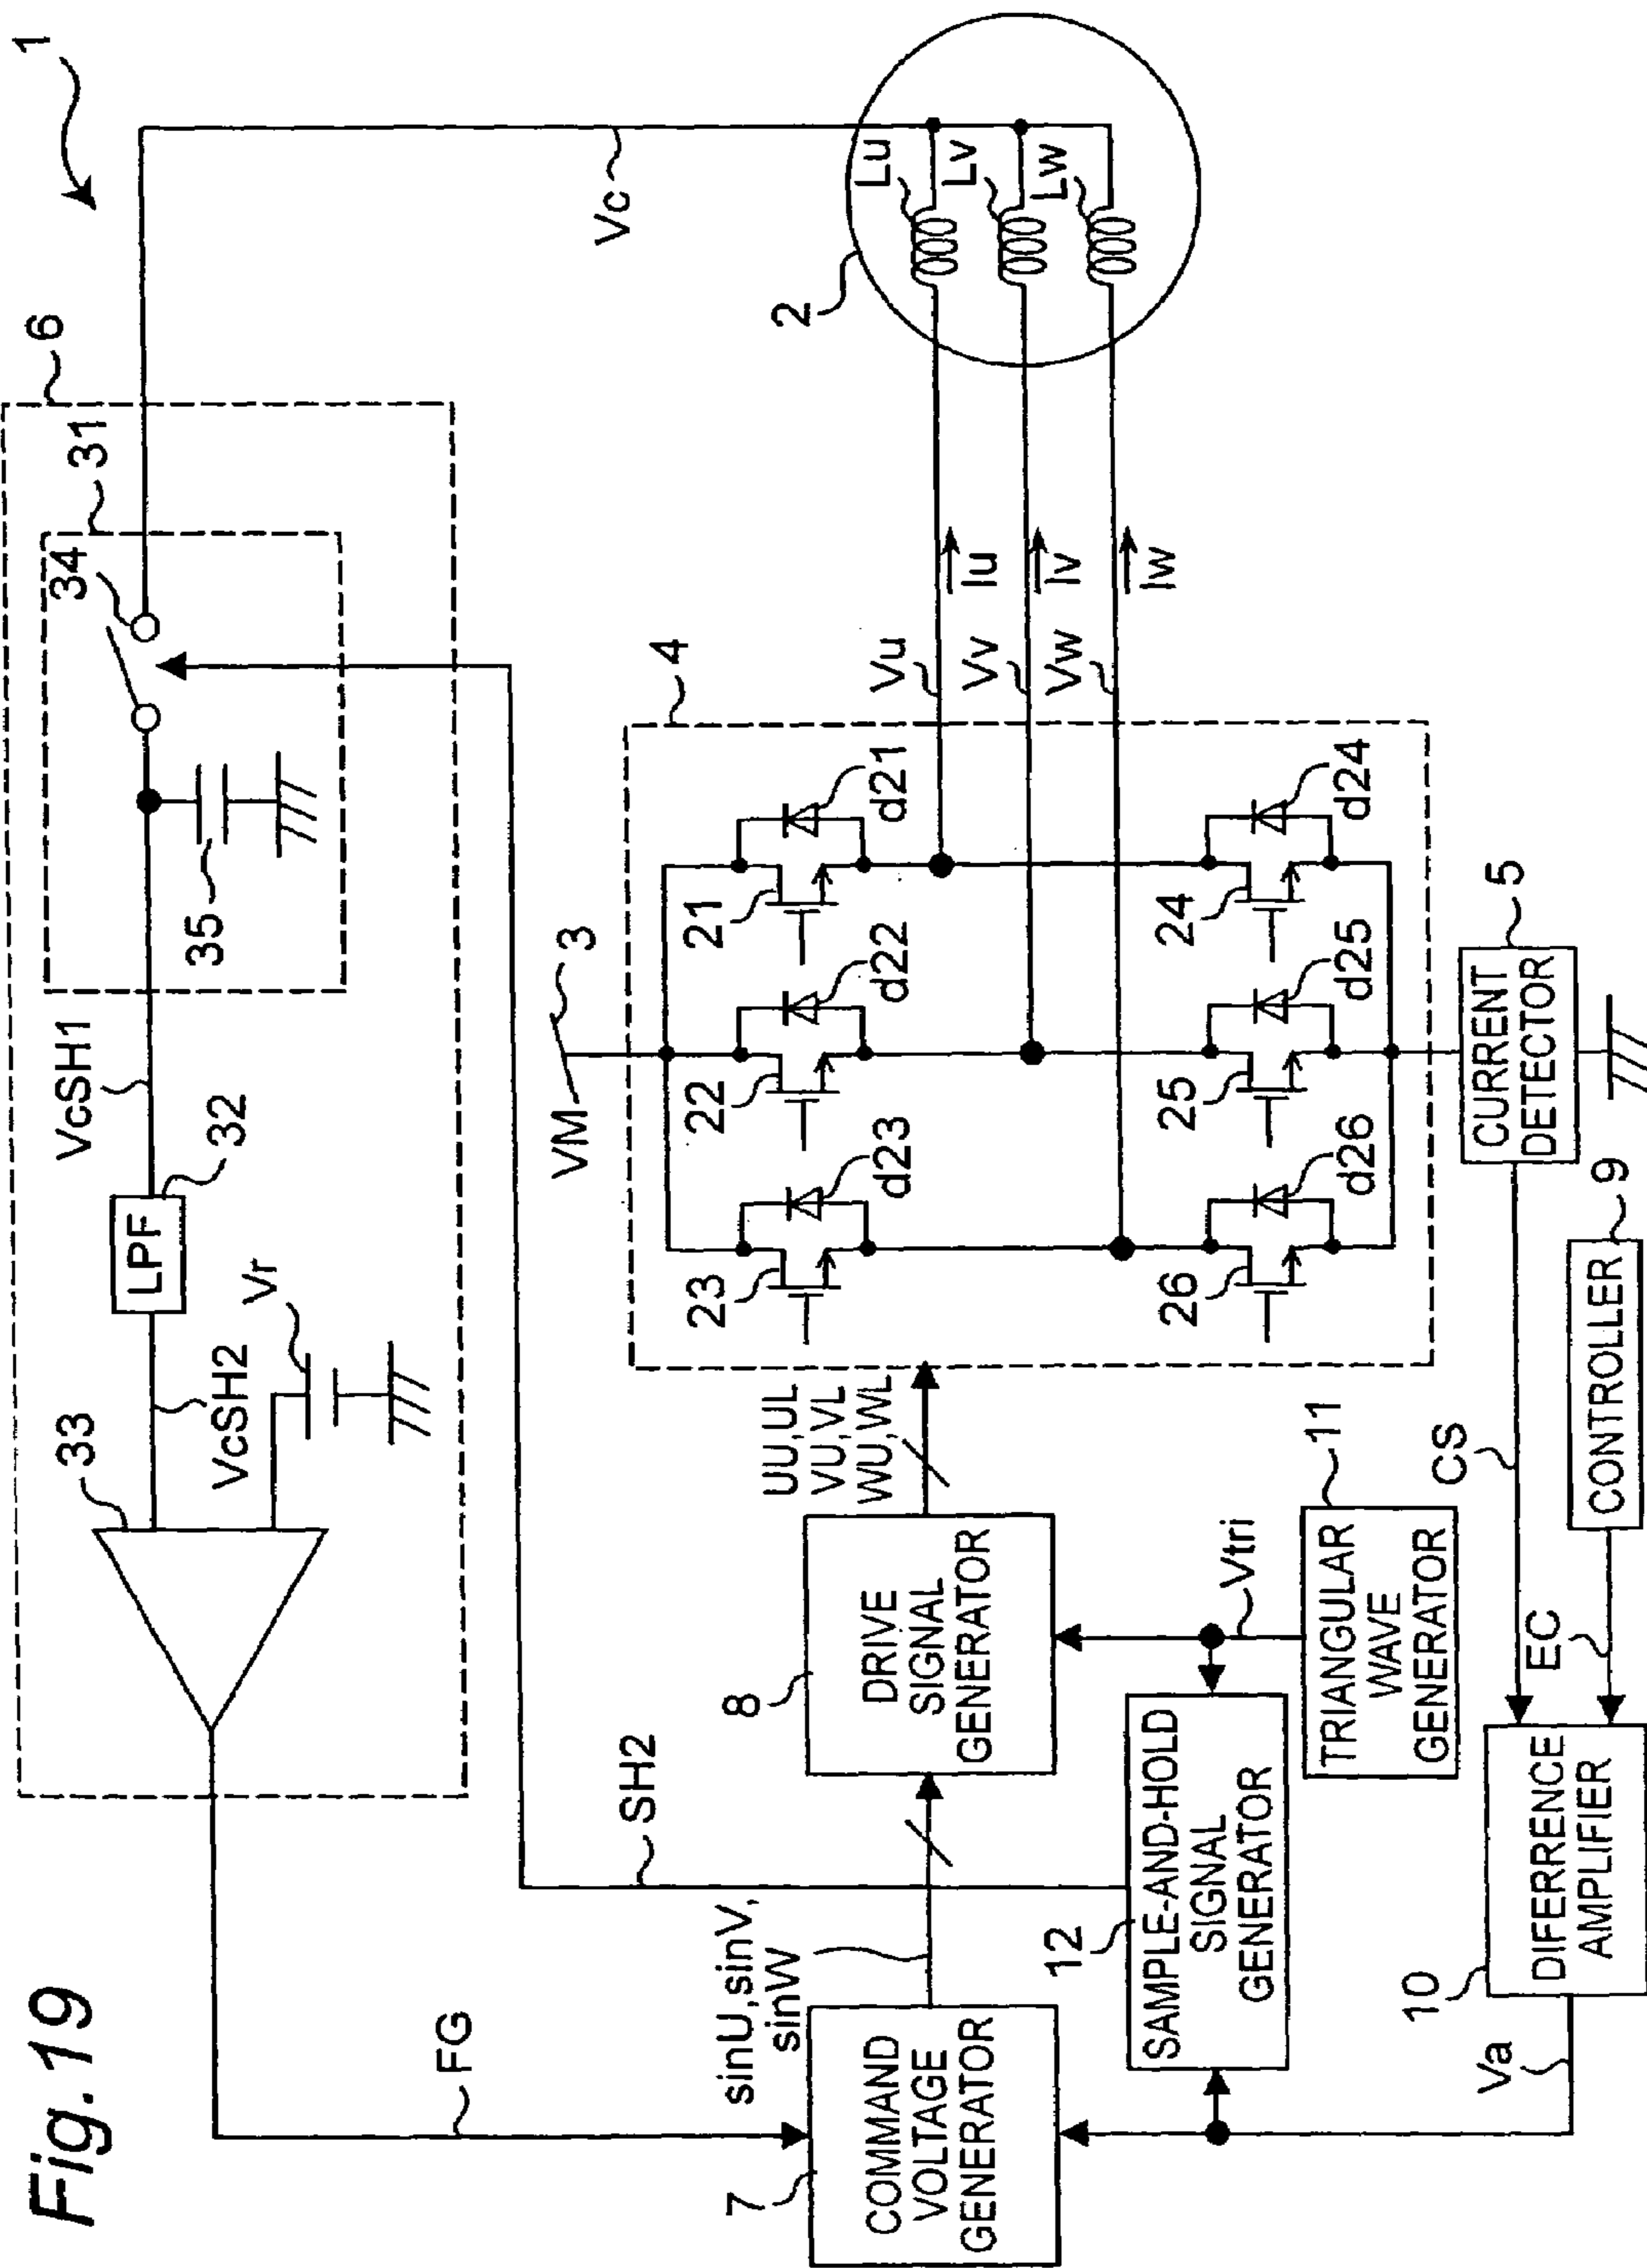 Fig.19
1
6
31
34
35
VcSH1
32
LPF
VcSH2
Vr
33
Vc
2
Lu
Lv
Lw
FG
SH2
VM
3
4
21
d21
22
d22
23
d23
24
d24
25
d25
26
d26
Vu
Vv
Vw
Iu
Iv
Iw
sinU,sinV,
sinW
UU,UL
VU,VL
WU,WL
7
COMMAND
VOLTAGE
GENERATOR
8
DRIVE
SIGNAL
GENERATOR
12
SAMPLE-AND-HOLD
SIGNAL
GENERATOR
Vtri
11
TRIANGULAR
WAVE
GENERATOR
5
CURRENT
DETECTOR
CS
9
CONTROLLER
EC
10
DIFERRENCE
AMPLIFIER
Va